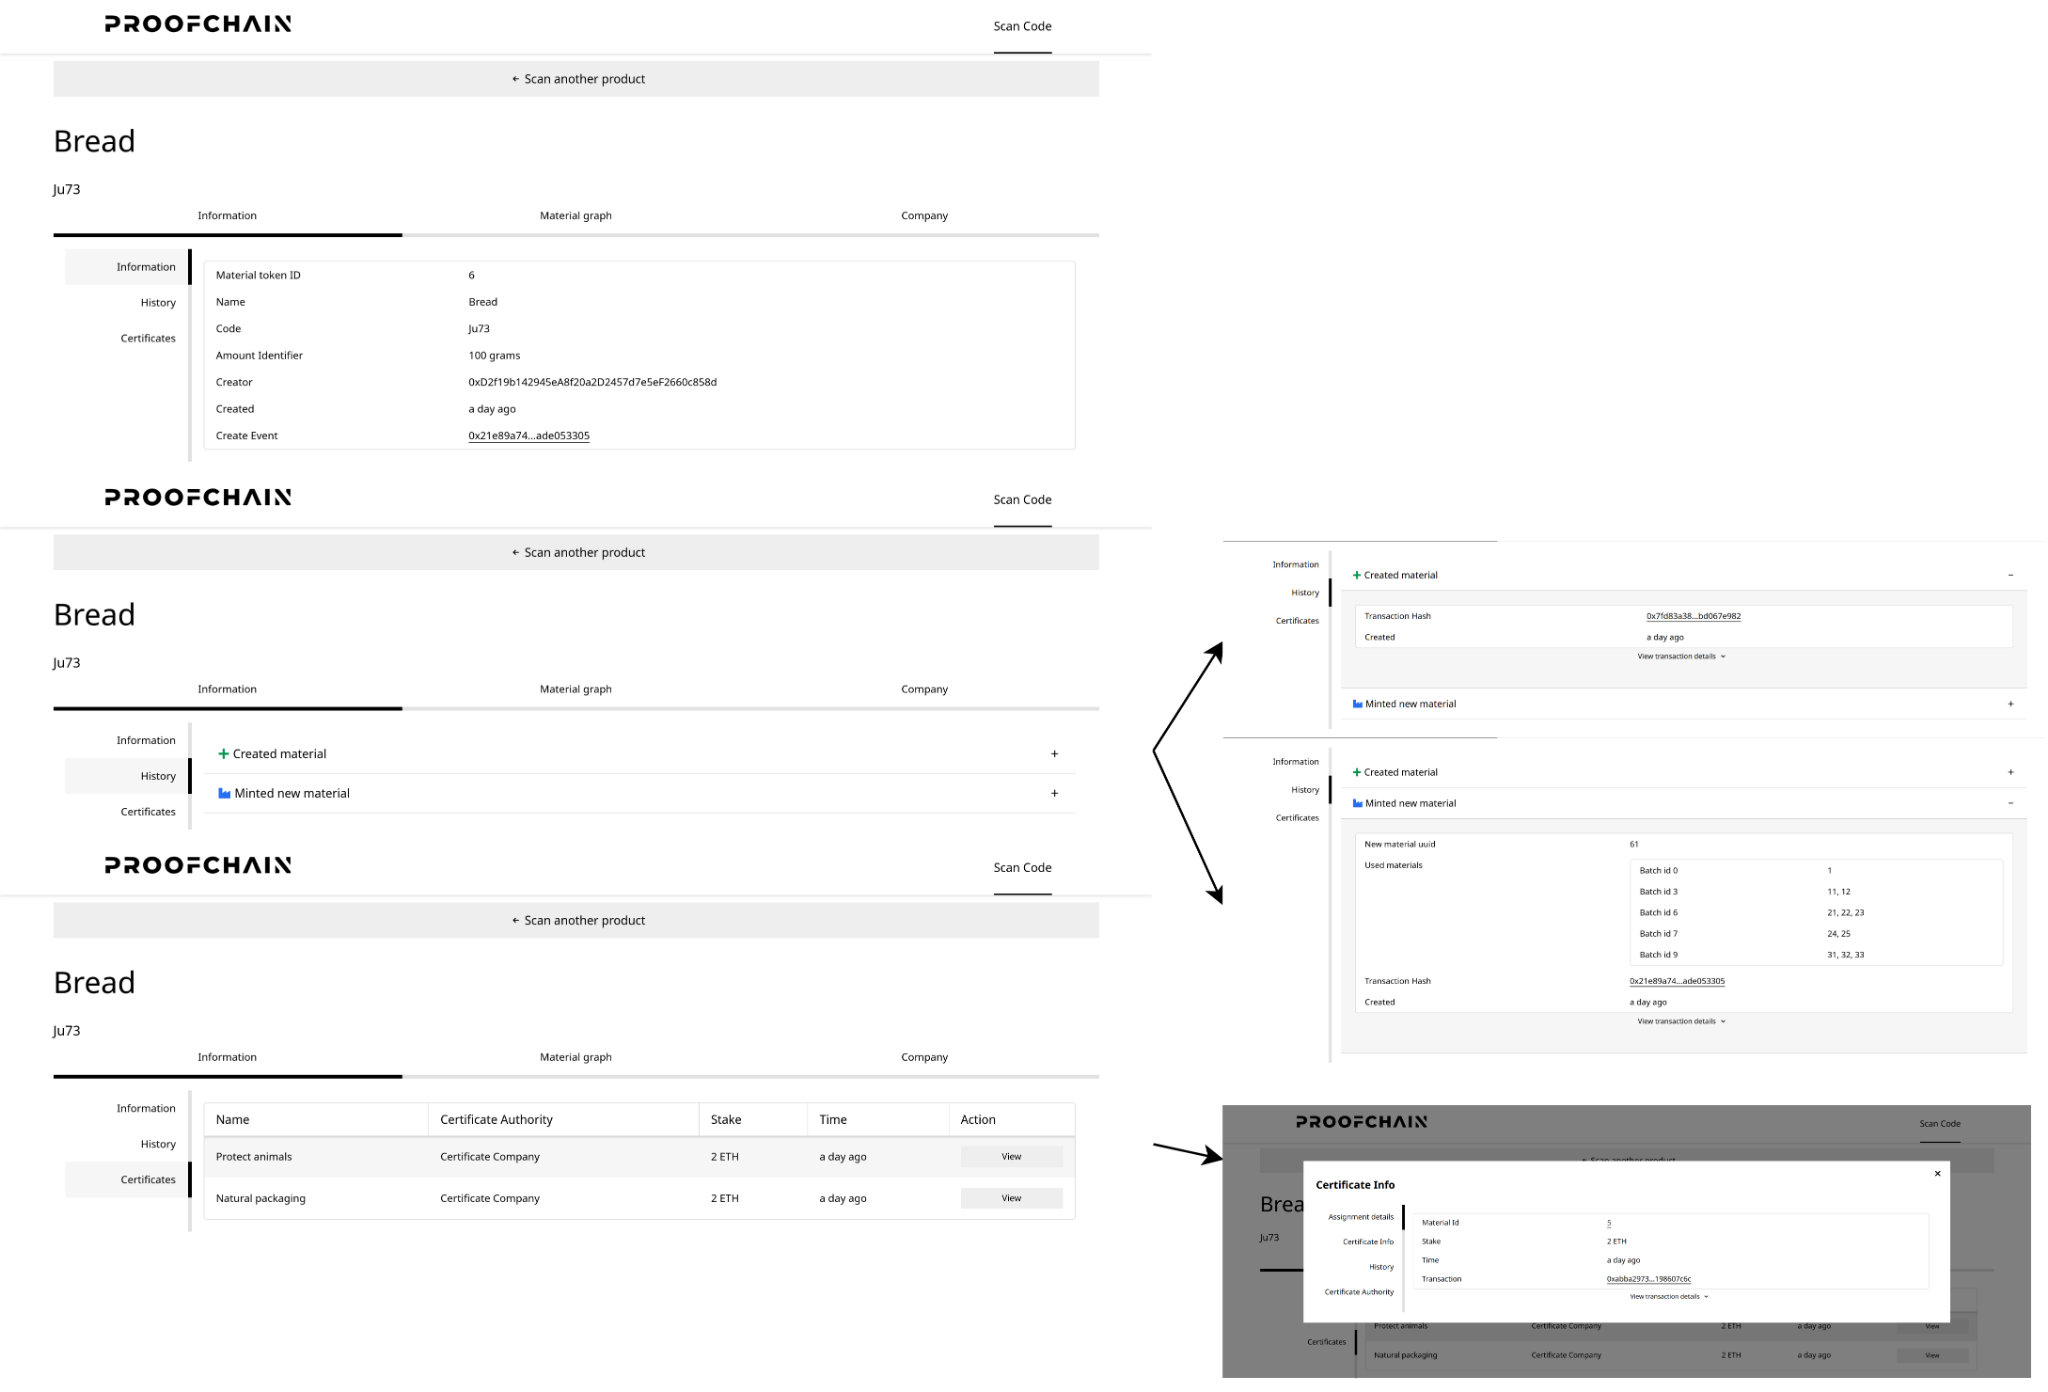 PROOFCHAIN
Scan Code
← Scan another product
Bread
Ju73
Information Material graph Company
Information
History
Certificates
Material token ID 6
Name Bread
Code Ju73
Amount Identifier 100 grams
Creator 0xD2f19b142945eA8f20a2D2457d7e5eF2660c858d
Created a day ago
Create Event 0x21e89a74...ade053305
PROOFCHAIN
Scan Code
← Scan another product
Bread
Ju73
Information Material graph Company
Information
History
Certificates
+ Created material +
Minted new material +
Information
History
Certificates
+ Created material −
Transaction Hash 0x7fd83a38...bd067e982
Created a day ago
View transaction details
Minted new material +
Information
History
Certificates
+ Created material +
Minted new material −
New material uuid 61
Used materials
Batch id 0 1
Batch id 3 11, 12
Batch id 6 21, 22, 23
Batch id 7 24, 25
Batch id 9 31, 32, 33
Transaction Hash 0x21e89a74...ade053305
Created a day ago
View transaction details
PROOFCHAIN
Scan Code
← Scan another product
Bread
Ju73
Information Material graph Company
Information
History
Certificates
Name Certificate Authority Stake Time Action
Protect animals Certificate Company 2 ETH a day ago View
Natural packaging Certificate Company 2 ETH a day ago View
PROOFCHAIN
Scan Code
Scan another product
Brea
Ju73
Certificate Info ×
Assignment details
Certificate Info
History
Certificate Authority
Material Id 5
Stake 2 ETH
Time a day ago
Transaction 0xabba2973...198607c6c
View transaction details
Certificates
Protect animals Certificate Company 2 ETH a day ago View
Natural packaging Certificate Company 2 ETH a day ago View